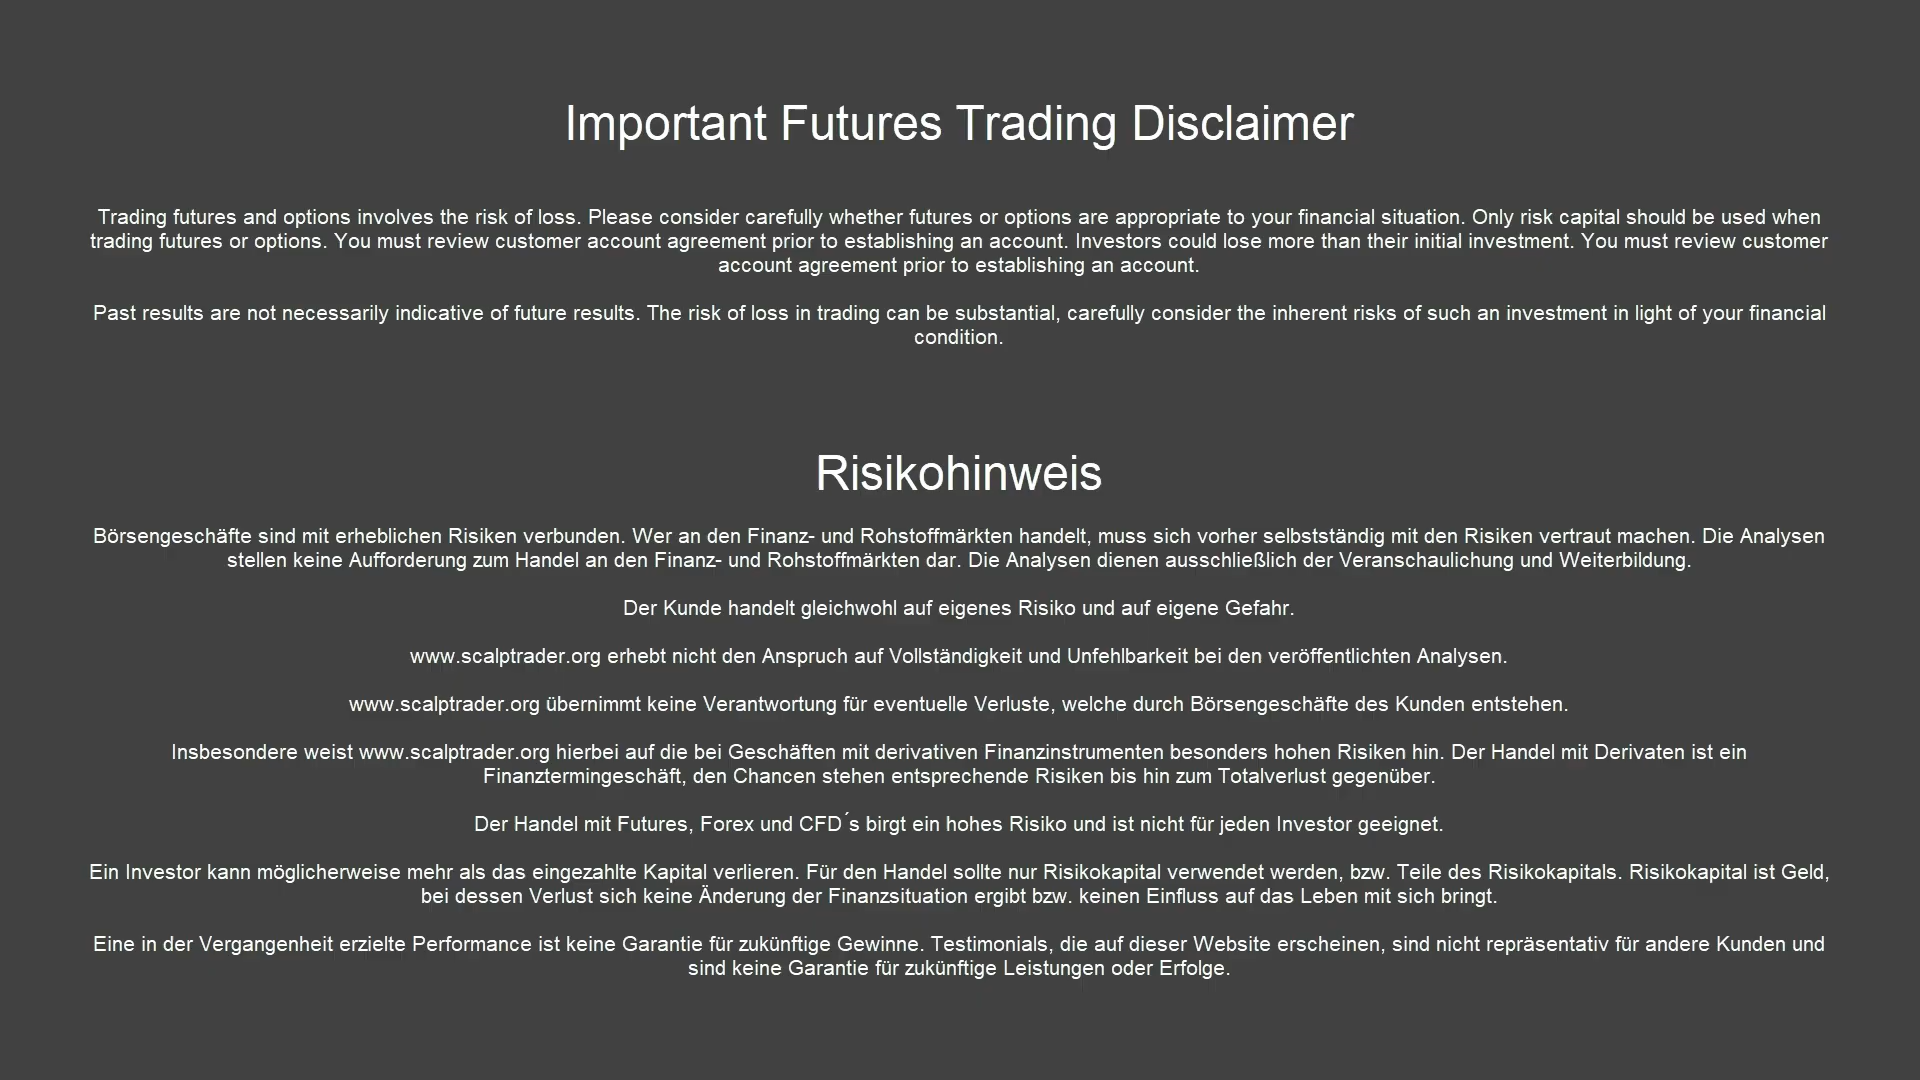 Important Futures Trading Disclaimer
Trading futures and options involves the risk of loss. Please consider carefully whether futures or options are appropriate to your financial situation. Only risk capital should be used when
trading futures or options. You must review customer account agreement prior to establishing an account. Investors could lose more than their initial investment. You must review customer
account agreement prior to establishing an account.
Past results are not necessarily indicative of future results. The risk of loss in trading can be substantial, carefully consider the inherent risks of such an investment in light of your financial
condition.
Risikohinweis
Börsengeschäfte sind mit erheblichen Risiken verbunden. Wer an den Finanz- und Rohstoffmärkten handelt, muss sich vorher selbstständig mit den Risiken vertraut machen. Die Analysen
stellen keine Aufforderung zum Handel an den Finanz- und Rohstoffmärkten dar. Die Analysen dienen ausschließlich der Veranschaulichung und Weiterbildung.
Der Kunde handelt gleichwohl auf eigenes Risiko und auf eigene Gefahr.
www.scalptrader.org erhebt nicht den Anspruch auf Vollständigkeit und Unfehlbarkeit bei den veröffentlichten Analysen.
www.scalptrader.org übernimmt keine Verantwortung für eventuelle Verluste, welche durch Börsengeschäfte des Kunden entstehen.
Insbesondere weist www.scalptrader.org hierbei auf die bei Geschäften mit derivativen Finanzinstrumenten besonders hohen Risiken hin. Der Handel mit Derivaten ist ein
Finanztermingeschäft, den Chancen stehen entsprechende Risiken bis hin zum Totalverlust gegenüber.
Der Handel mit Futures, Forex und CFD´s birgt ein hohes Risiko und ist nicht für jeden Investor geeignet.
Ein Investor kann möglicherweise mehr als das eingezahlte Kapital verlieren. Für den Handel sollte nur Risikokapital verwendet werden, bzw. Teile des Risikokapitals. Risikokapital ist Geld,
bei dessen Verlust sich keine Änderung der Finanzsituation ergibt bzw. keinen Einfluss auf das Leben mit sich bringt.
Eine in der Vergangenheit erzielte Performance ist keine Garantie für zukünftige Gewinne. Testimonials, die auf dieser Website erscheinen, sind nicht repräsentativ für andere Kunden und
sind keine Garantie für zukünftige Leistungen oder Erfolge.